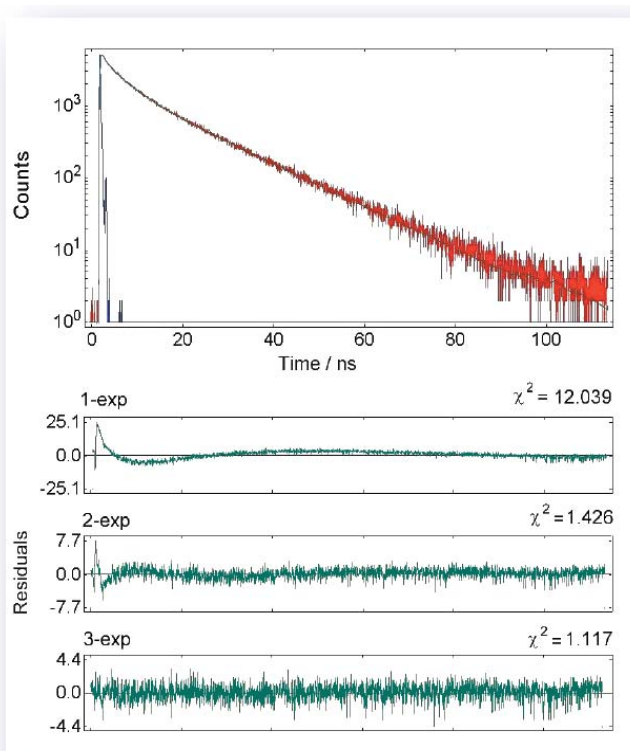 10³
10²
10¹
10⁰
Counts
0 20 40 60 80 100
Time / ns
1-exp χ² = 12.039
25.1
0.0
-25.1
2-exp χ² = 1.426
7.7
0.0
-7.7
3-exp χ² = 1.117
4.4
0.0
-4.4
Residuals